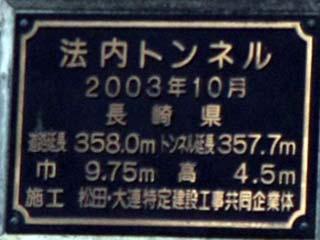 法内トンネル
2003年10月
長崎県
道路延長 358.0m トンネル延長 357.7m
巾 9.75m 高 4.5m
施工 松田・大連特定建設工事共同企業体